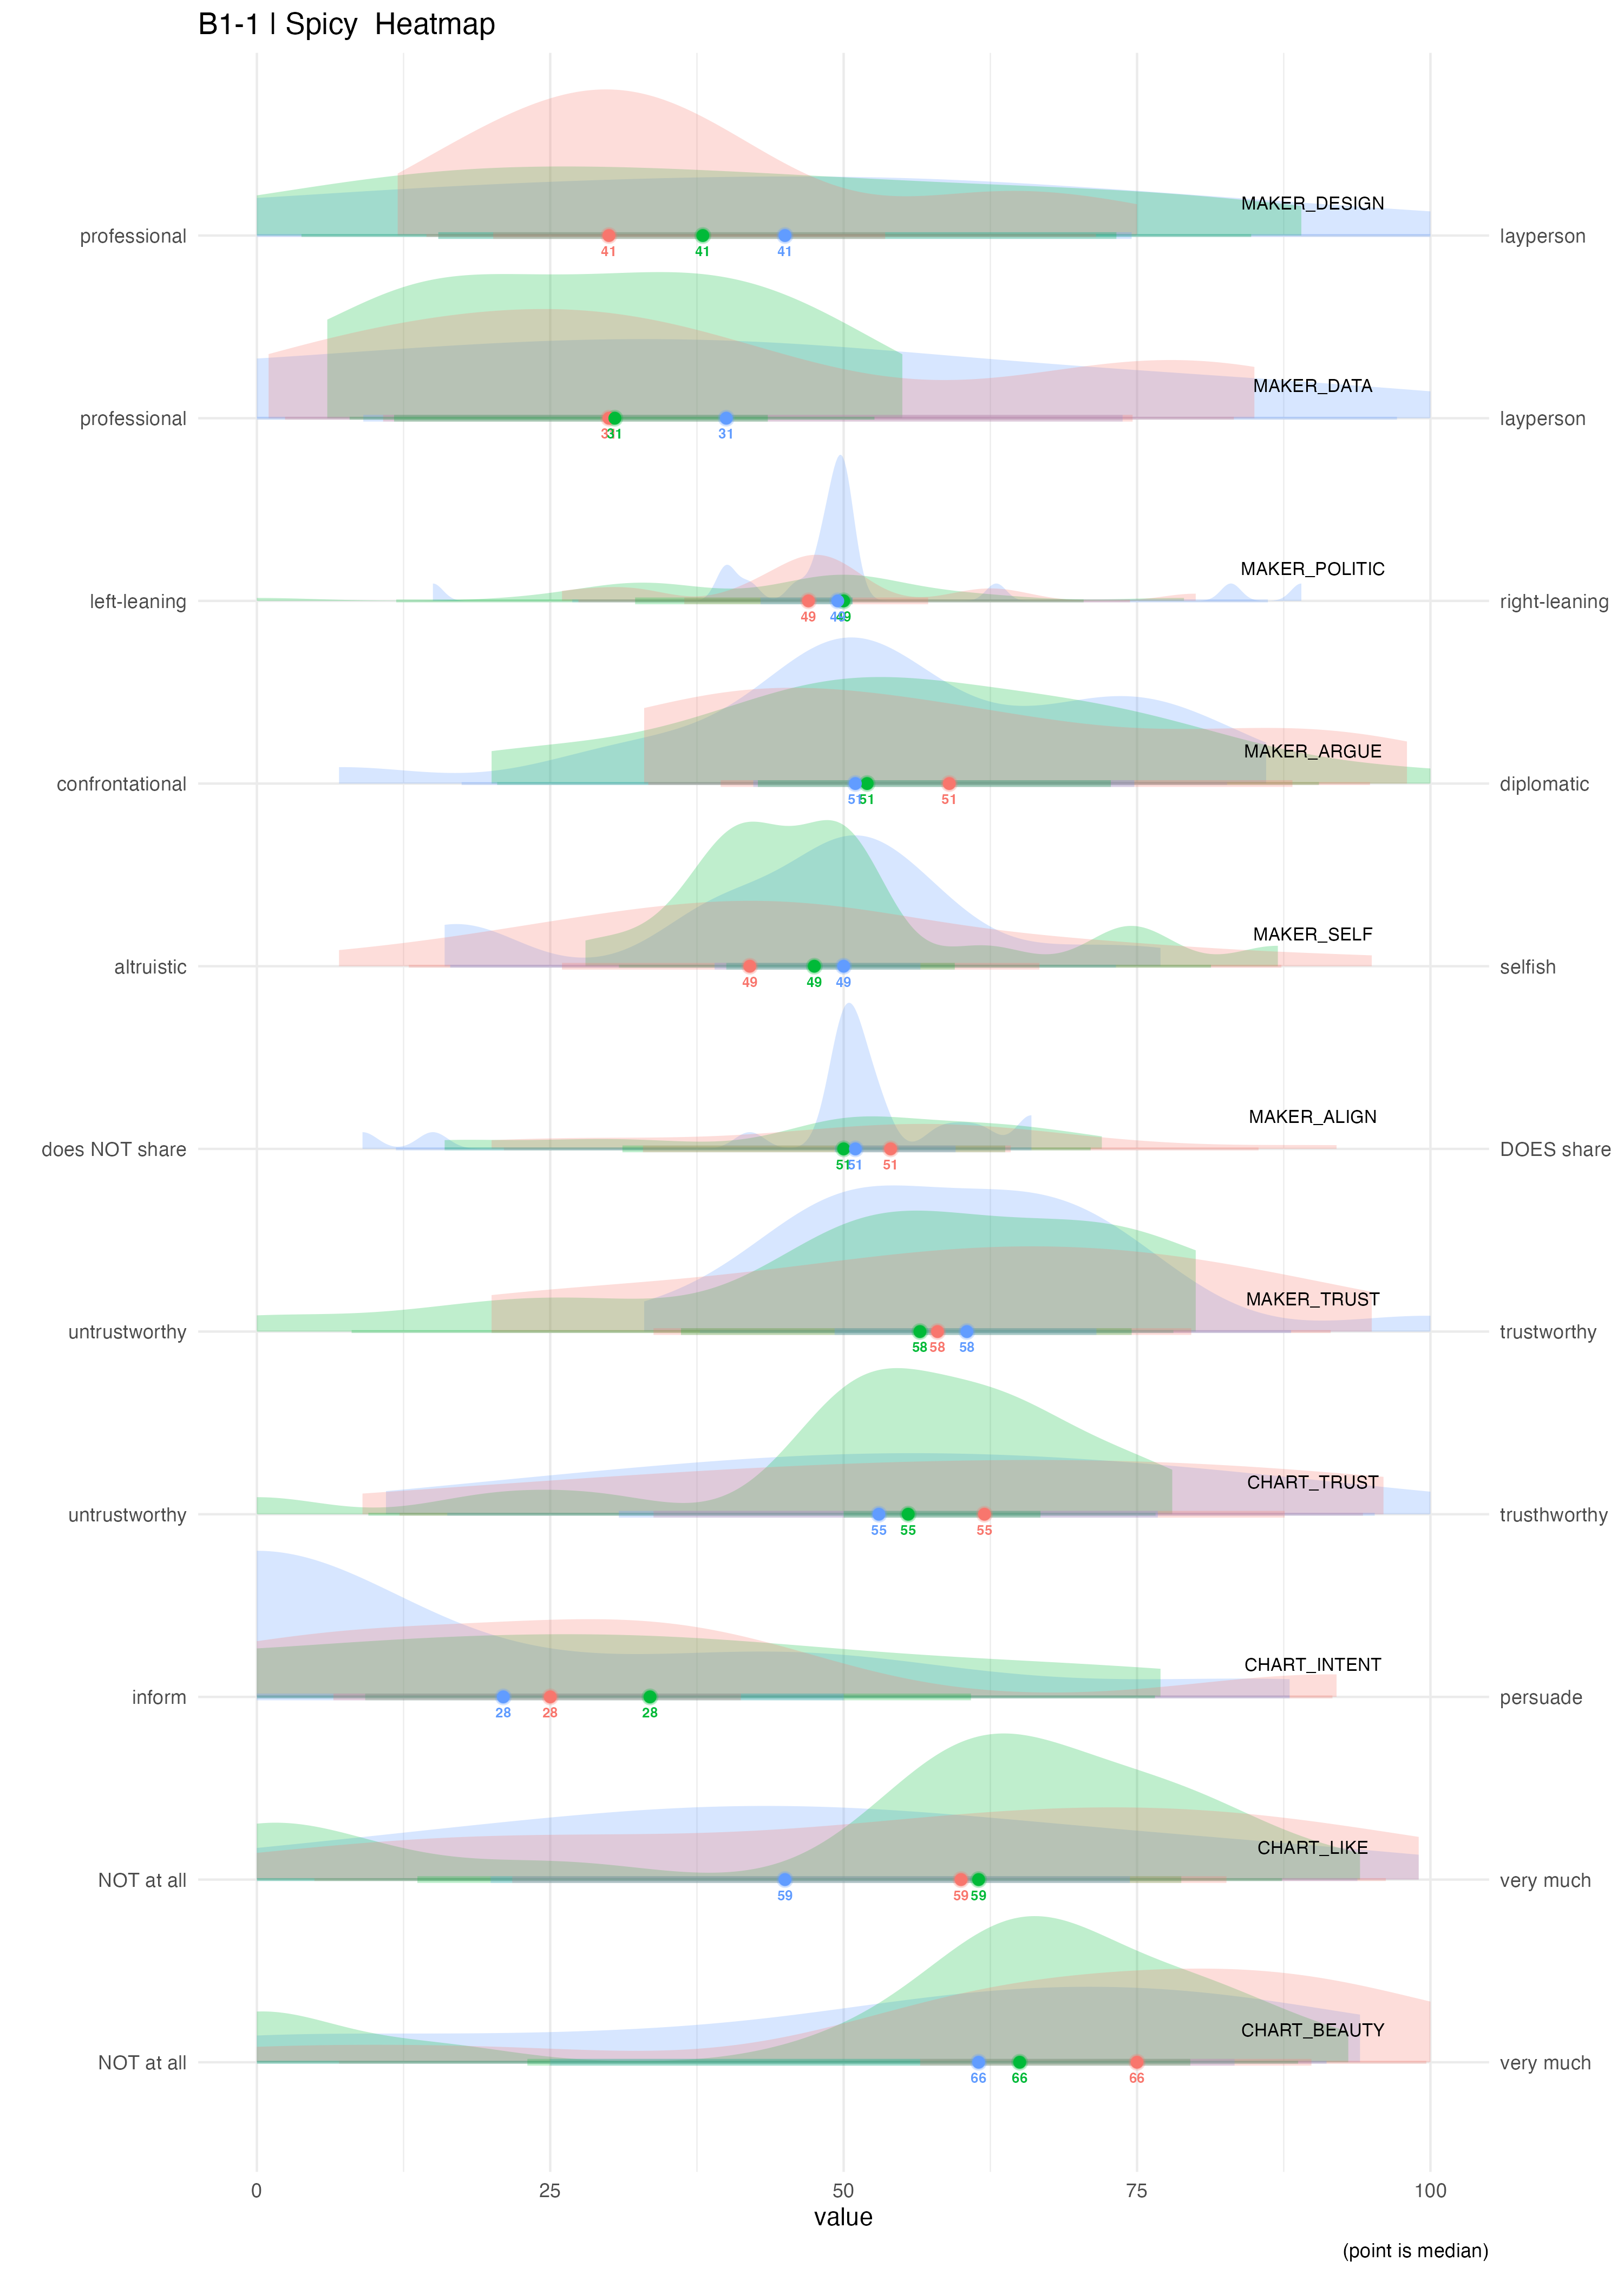 B1-1 | Spicy  Heatmap
MAKER_DESIGN
professional
layperson
41 41 41
MAKER_DATA
professional
layperson
31 31
MAKER_POLITIC
left-leaning
right-leaning
49 49
MAKER_ARGUE
confrontational
diplomatic
51 51 51
MAKER_SELF
altruistic
selfish
49 49 49
MAKER_ALIGN
does NOT share
DOES share
51 51 51
MAKER_TRUST
untrustworthy
trustworthy
58 58 58
CHART_TRUST
untrustworthy
trusthworthy
55 55 55
CHART_INTENT
inform
persuade
28 28 28
CHART_LIKE
NOT at all
very much
59 59 59
CHART_BEAUTY
NOT at all
very much
66 66 66
0 25 50 75 100
value
(point is median)